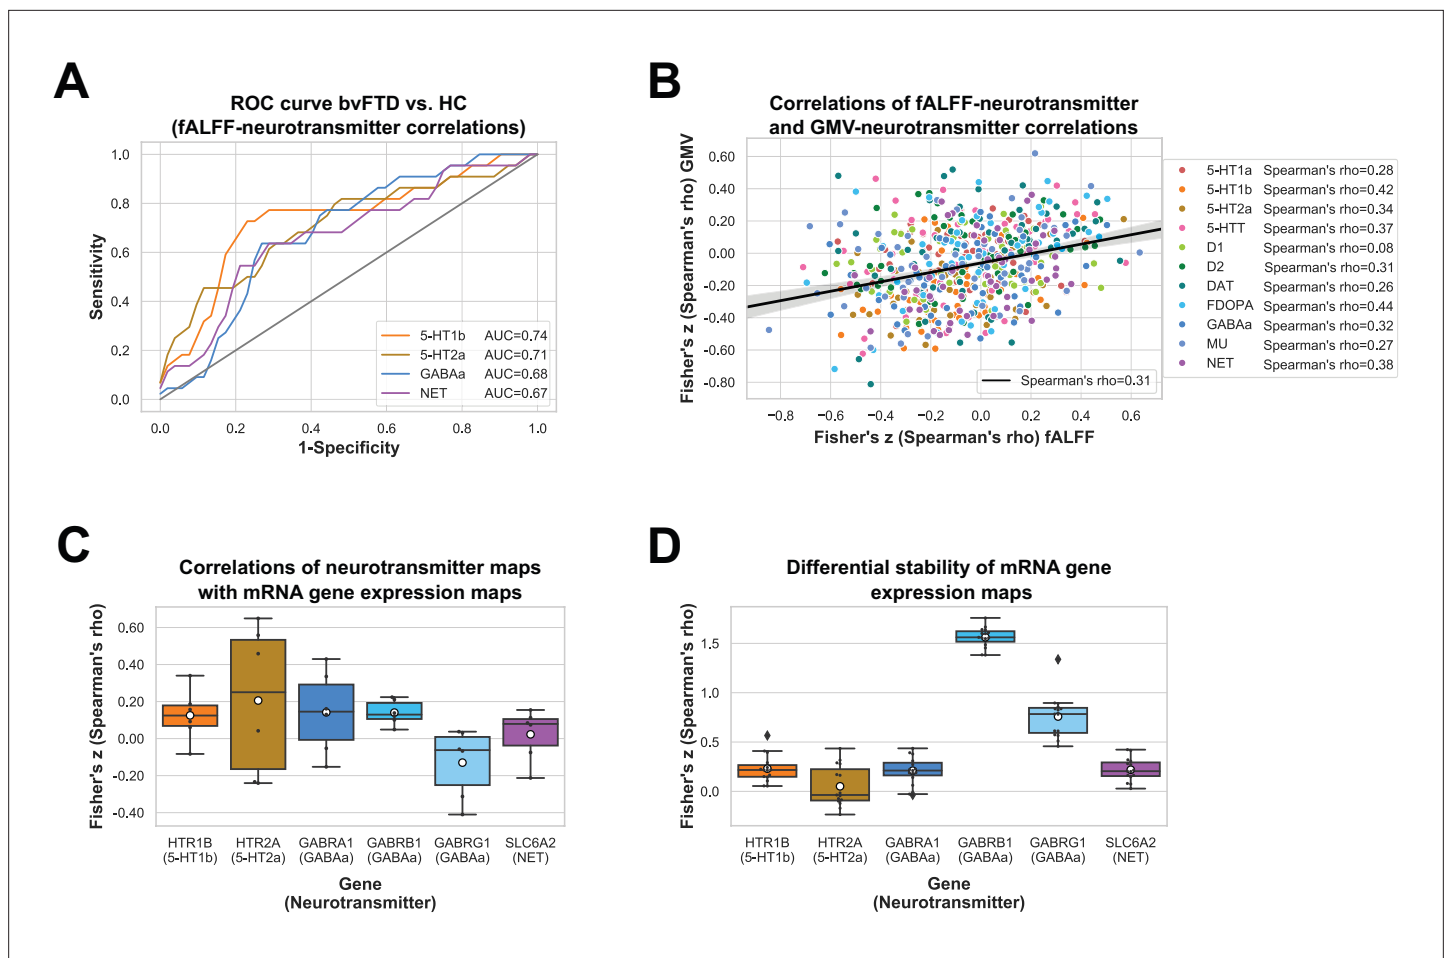 A
ROC curve bvFTD vs. HC
(fALFF-neurotransmitter correlations)
Sensitivity
1.0
0.8
0.6
0.4
0.2
0.0
5-HT1b AUC=0.74
5-HT2a AUC=0.71
GABAa AUC=0.68
NET AUC=0.67
0.0 0.2 0.4 0.6 0.8 1.0
1-Specificity
B
Correlations of fALFF-neurotransmitter
and GMV-neurotransmitter correlations
Fisher's z (Spearman's rho) GMV
0.60
0.40
0.20
0.00
-0.20
-0.40
-0.60
-0.80
Spearman's rho=0.31
−0.8 −0.6 −0.4 −0.2 0.0 0.2 0.4 0.6
Fisher's z (Spearman's rho) fALFF
5-HT1a Spearman's rho=0.28
5-HT1b Spearman's rho=0.42
5-HT2a Spearman's rho=0.34
5-HTT Spearman's rho=0.37
D1 Spearman's rho=0.08
D2 Spearman's rho=0.31
DAT Spearman's rho=0.26
FDOPA Spearman's rho=0.44
GABAa Spearman's rho=0.32
MU Spearman's rho=0.27
NET Spearman's rho=0.38
C
Correlations of neurotransmitter maps
with mRNA gene expression maps
Fisher's z (Spearman's rho)
0.60
0.40
0.20
0.00
-0.20
-0.40
HTR1B HTR2A GABRA1 GABRB1 GABRG1 SLC6A2
(5-HT1b) (5-HT2a) (GABAa) (GABAa) (GABAa) (NET)
Gene
(Neurotransmitter)
D
Differential stability of mRNA gene
expression maps
Fisher's z (Spearman's rho)
1.5
1.0
0.5
0.0
HTR1B HTR2A GABRA1 GABRB1 GABRG1 SLC6A2
(5-HT1b) (5-HT2a) (GABAa) (GABAa) (GABAa) (NET)
Gene
(Neurotransmitter)